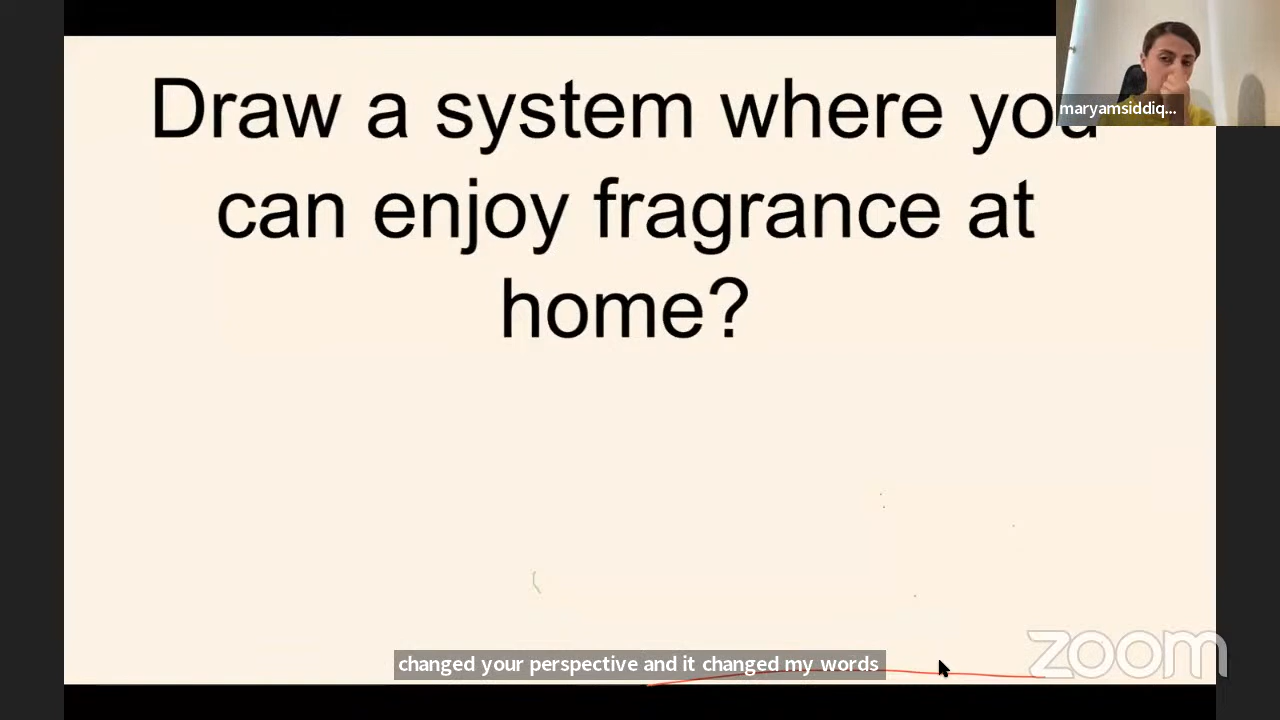 Draw a system where you
can enjoy fragrance at
home?
maryamsiddiq...
changed your perspective and it changed my words
zoom